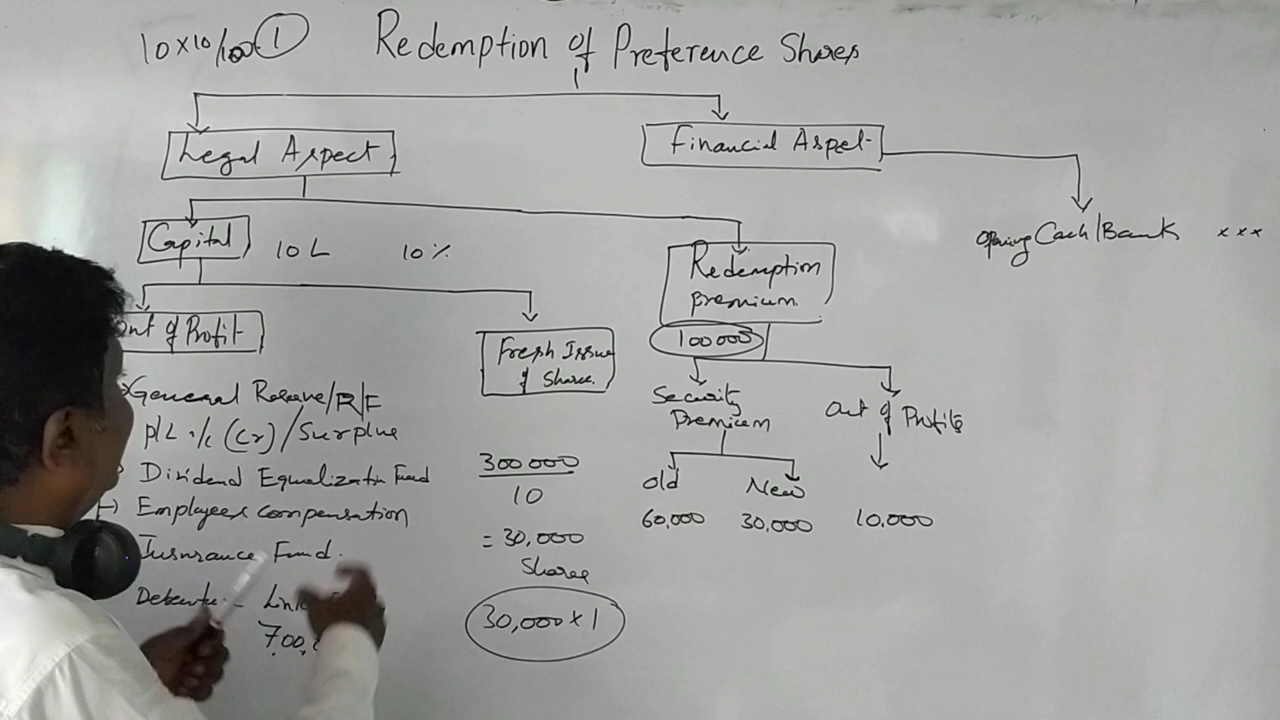 10×10/100 ①
Redemption of Preference Shares
Legal Aspect
Financial Aspect
Capital
10 L 10 %
Redemption
premium
100000
opening Cash/Bank xxx
out of Profit
Fresh Issue
of Share
General Reserve/R/F
P/L A/c (Cr)/Surplus
Dividend Equalization Fund
Employees compensation
Insurance Fund.
300000
10
= 30,000
Shares
30,000 × 1
Security
Premium
out of Profits
Old New
60,000 30,000 10,000